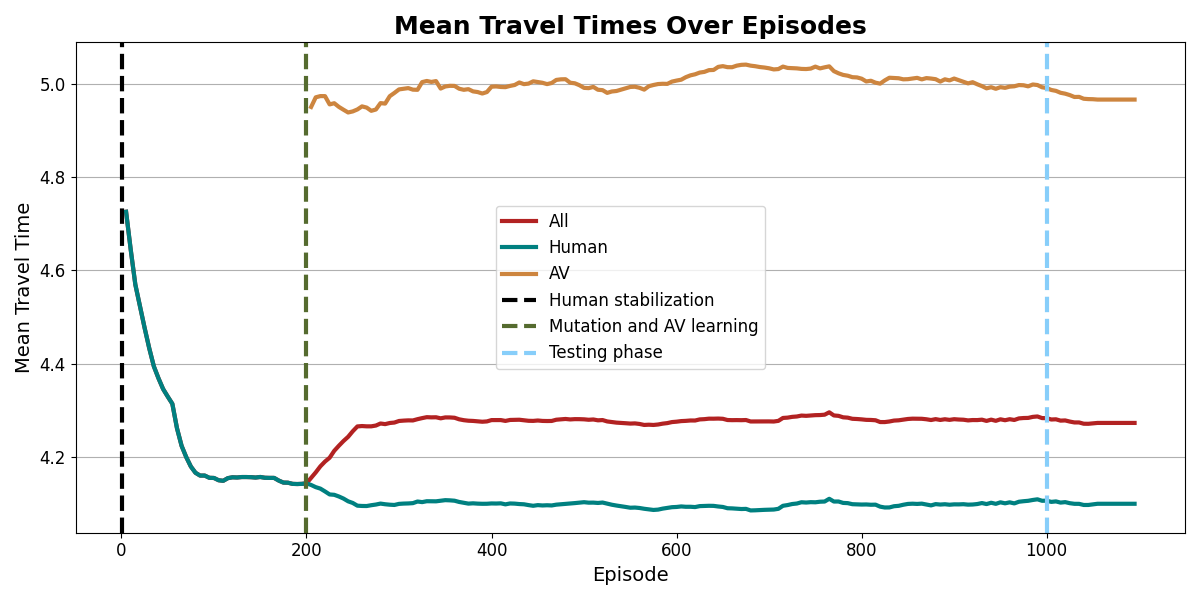 Mean Travel Times Over Episodes
Mean Travel Time
5.0
4.8
4.6
4.4
4.2
All
Human
AV
Human stabilization
Mutation and AV learning
Testing phase
0 200 400 600 800 1000
Episode